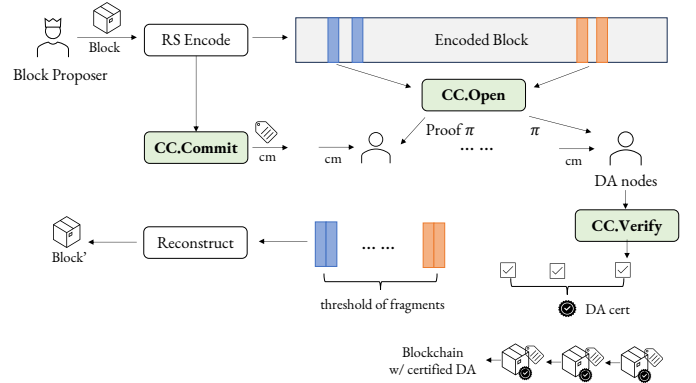 Block
RS Encode
Encoded Block
Block Proposer
CC.Open
Proof π
π
CC.Commit
cm
cm
... ...
cm
DA nodes
CC.Verify
Reconstruct
... ...
Block’
threshold of fragments
DA cert
Blockchain
w/ certified DA